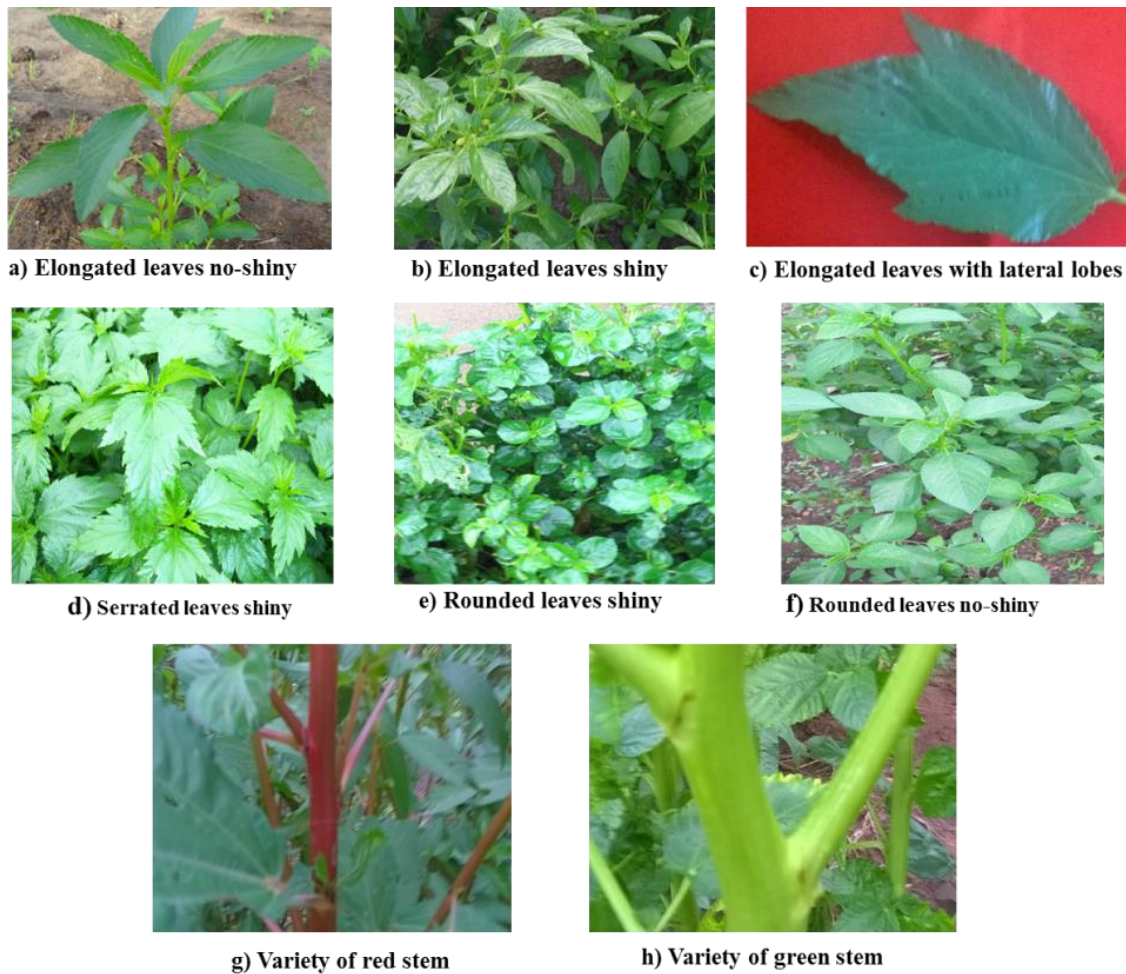 a) Elongated leaves no-shiny
b) Elongated leaves shiny
c) Elongated leaves with lateral lobes
d) Serrated leaves shiny
e) Rounded leaves shiny
f) Rounded leaves no-shiny
g) Variety of red stem
h) Variety of green stem